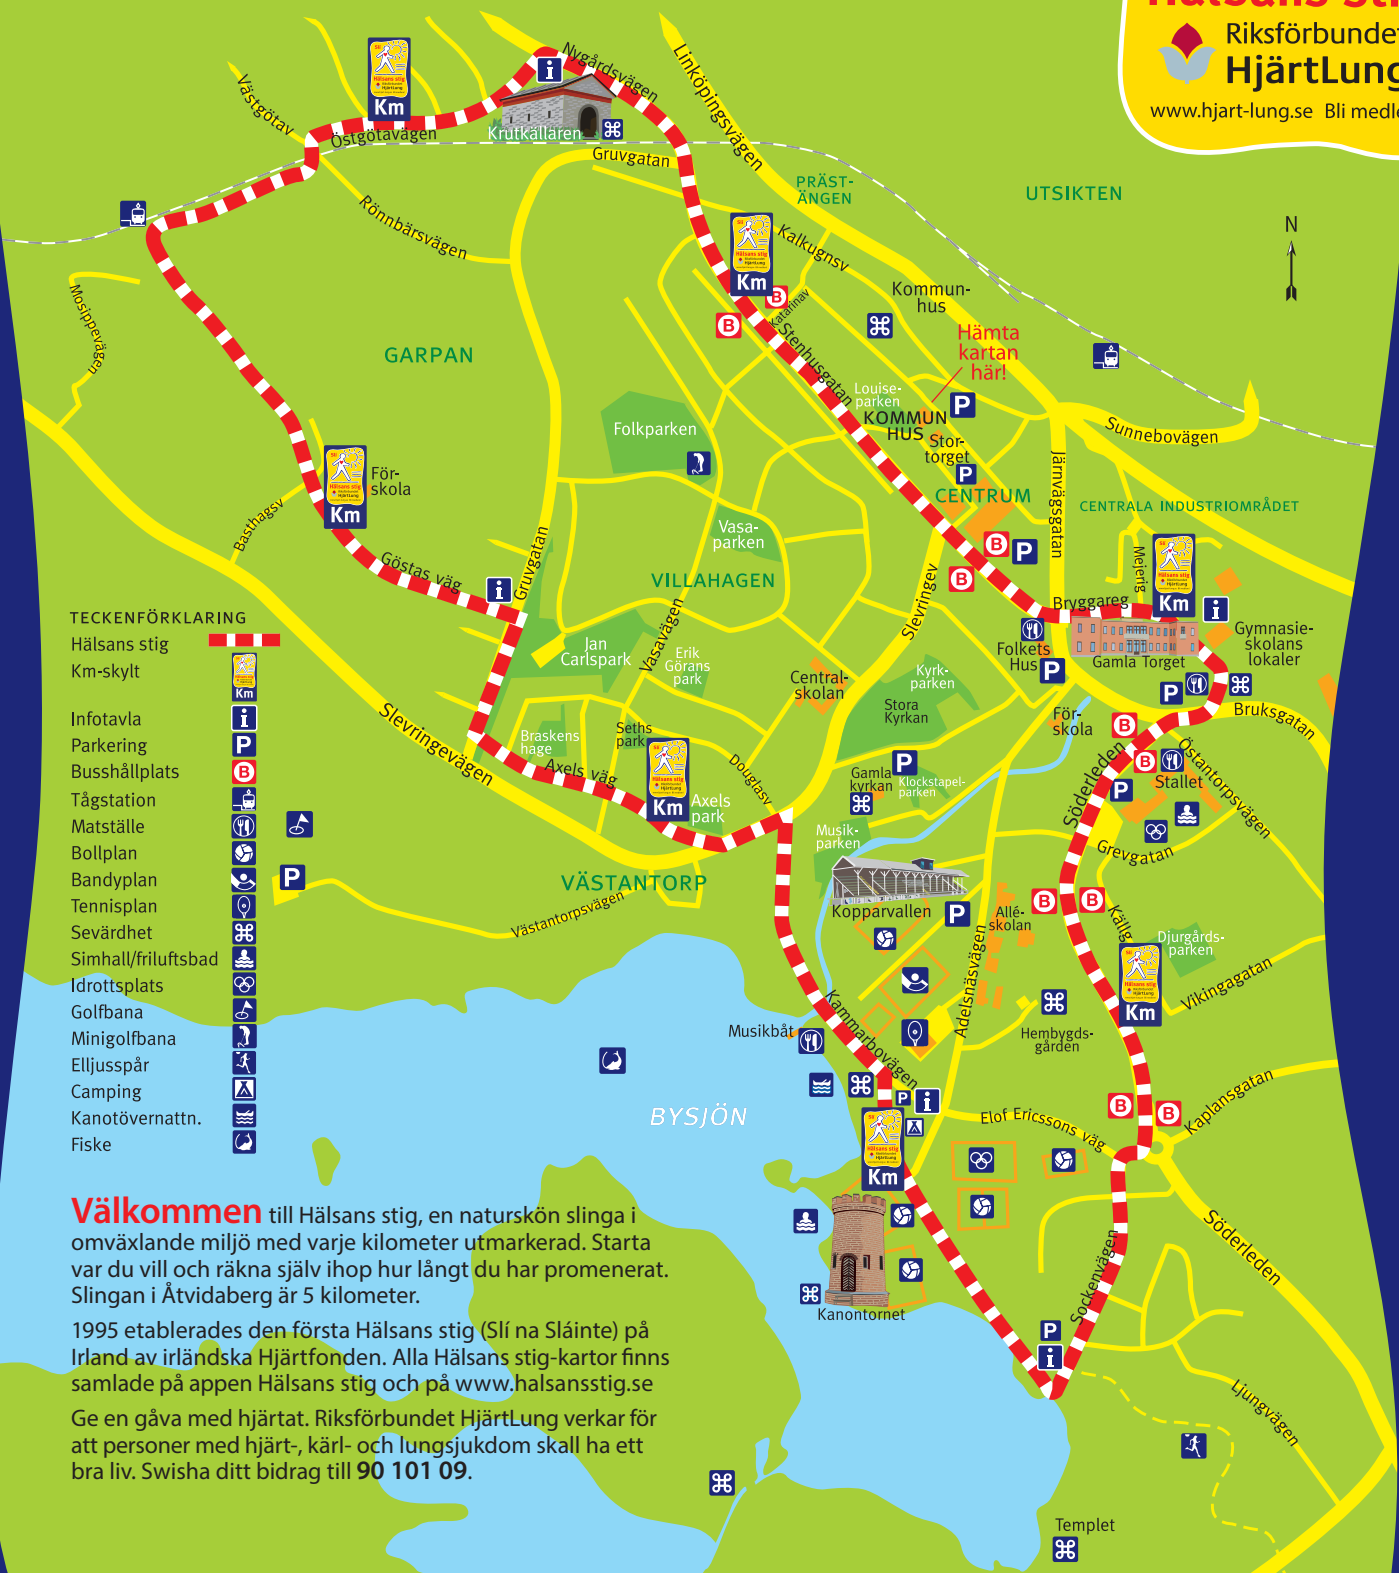 Riksförbundet
HjärtLung
www.hjart-lung.se Bli
Nygårdsvägen
Linköpingsvägen
Västgötav
Km
Östgötavägen
Krutkällaren
Gruvgatan
PRÄST-
ÄNGEN
UTSIKTEN
N
Rönnbärsvägen
Kalkugnsv
Km
Mosippevägen
Katarinav
Kommun-
hus
Stenhusgatan
Hämta
kartan
här!
GARPAN
Louise-
parken
KOMMUN
HUS
Stor-
torget
Folkparken
Sunnebovägen
Järnvägsgatan
För-
skola
Km
CENTRUM
CENTRALA INDUSTRIOMRÅDET
Basthagsv
Vasa-
parken
Göstas väg
Gruvgatan
VILLAHAGEN
Slevringev
Mejerig
Km
Bryggareg
Gymnasie-
skolans
lokaler
Gamla Torget
Folkets
Hus
Jan
Carlspark
Vasavägen
Erik
Görans
park
Central-
skolan
Kyrk-
parken
Stora
Kyrkan
För-
skola
Bruksgatan
Slevringevägen
Braskens
hage
Seths
park
Axels väg
Km
Axels
park
Douglasv
Gamla
kyrkan
Klockstapel-
parken
Söderleden
Östantorpsvägen
Stallet
Musik-
parken
Grevgatan
VÄSTANTORP
Västantorpsvägen
Kopparvallen
Allé-
skolan
Källg
Djurgårds-
parken
Km
Vikingagatan
Adelsnäsvägen
Kammarbovägen
Musikbåt
Hembygds-
gården
BYSJÖN
Km
Elof Ericssons väg
Kaplansgatan
Söderleden
Sockenvägen
Kanontornet
Ljungvägen
Templet
TECKENFÖRKLARING
Hälsans stig
Km-skylt
Km
Infotavla
Parkering
Busshållplats
Tågstation
Matställe
Bollplan
Bandyplan
Tennisplan
Sevärdhet
Simhall/friluftsbad
Idrottsplats
Golfbana
Minigolfbana
Elljusspår
Camping
Kanotövernattn.
Fiske
Välkommen till Hälsans stig, en naturskön slinga i
omväxlande miljö med varje kilometer utmarkerad. Starta
var du vill och räkna själv ihop hur långt du har promenerat.
Slingan i Åtvidaberg är 5 kilometer.
1995 etablerades den första Hälsans stig (Slí na Sláinte) på
Irland av irländska Hjärtfonden. Alla Hälsans stig-kartor finns
samlade på appen Hälsans stig och på www.halsansstig.se
Ge en gåva med hjärtat. Riksförbundet HjärtLung verkar för
att personer med hjärt-, kärl- och lungsjukdom skall ha ett
bra liv. Swisha ditt bidrag till 90 101 09.